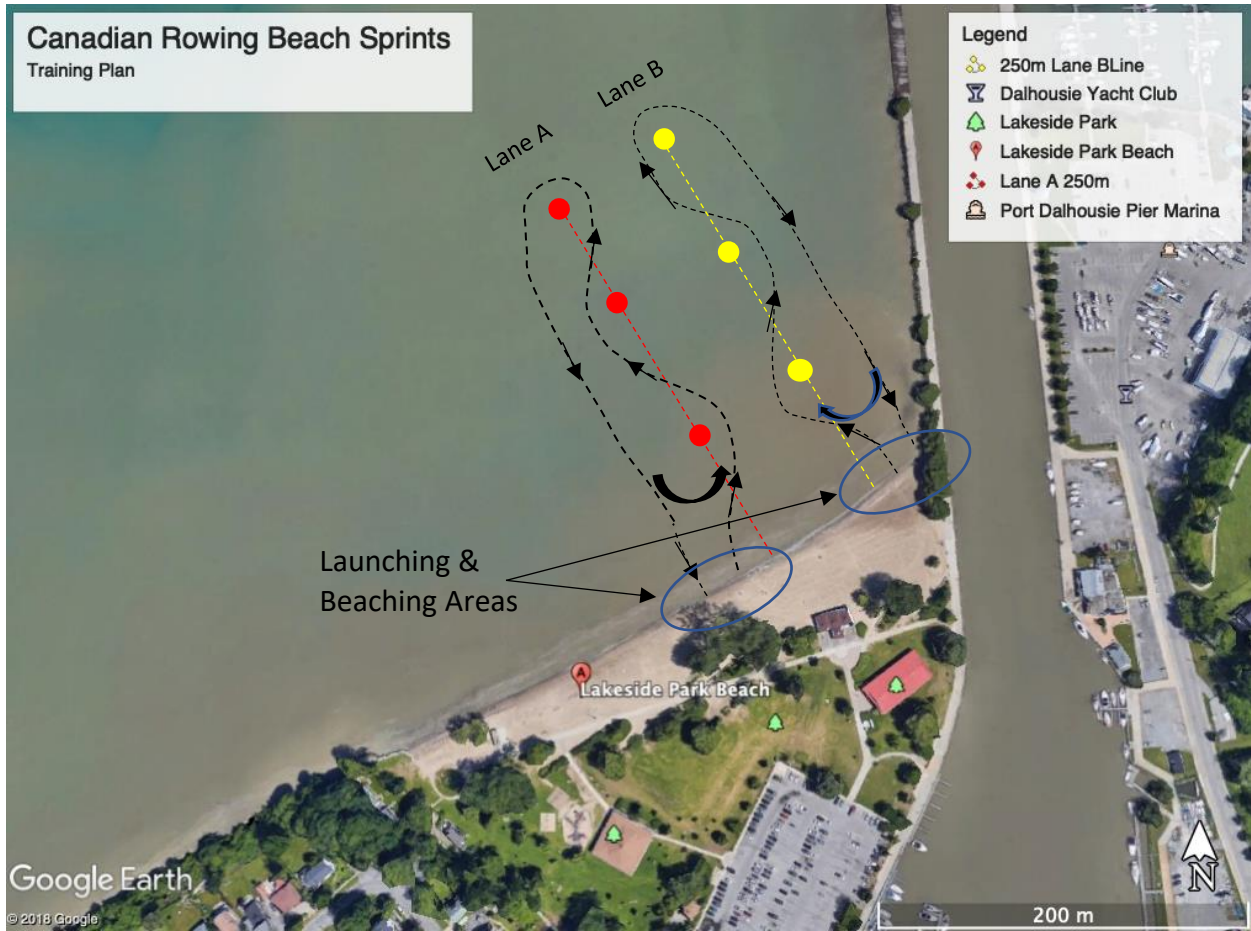 Canadian Rowing Beach Sprints
Training Plan
Legend
250m Lane BLine
Dalhousie Yacht Club
Lakeside Park
A Lakeside Park Beach
Lane A 250m
Port Dalhousie Pier Marina
Lane A
Lane B
Launching &
Beaching Areas
A
Lakeside Park Beach
Google Earth
© 2018 Google
N
200 m